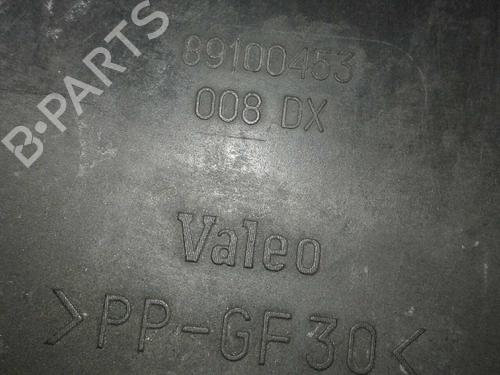 B-PARTS
89100453
008 DX
Valeo
>PP-GF30<